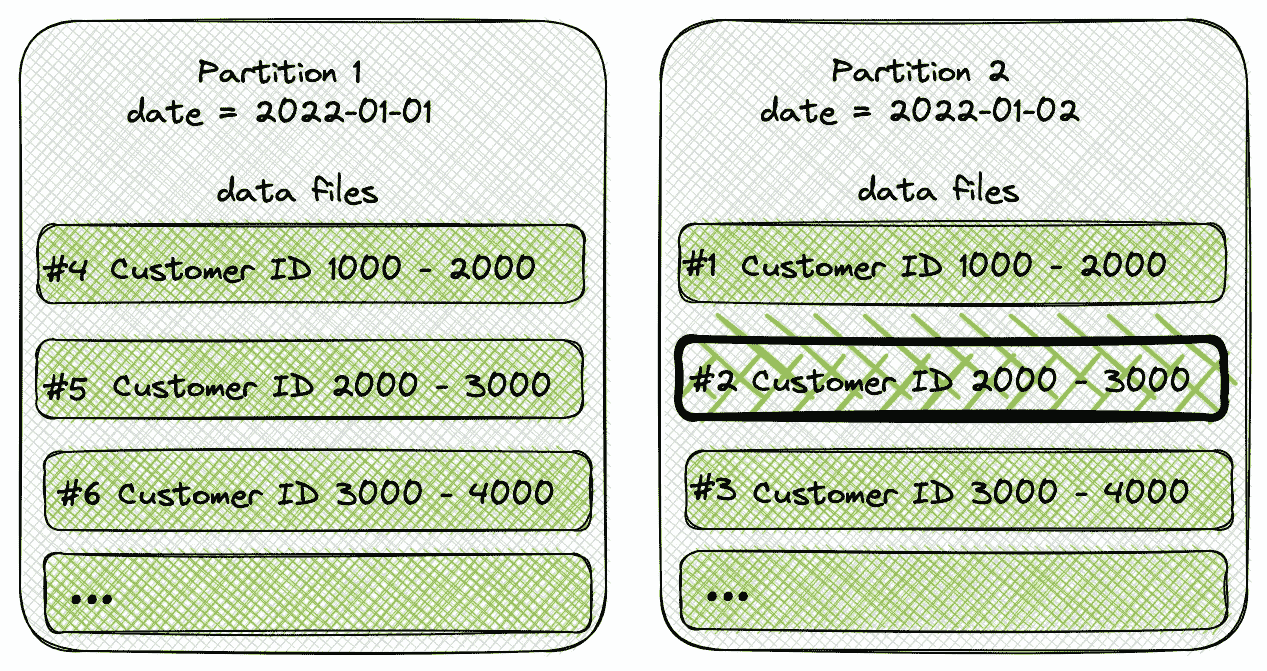 Partition 1
date = 2022-01-01
data files
#4 Customer ID 1000 - 2000
#5 Customer ID 2000 - 3000
#6 Customer ID 3000 - 4000
...
Partition 2
date = 2022-01-02
data files
#1 Customer ID 1000 - 2000
#2 Customer ID 2000 - 3000
#3 Customer ID 3000 - 4000
...